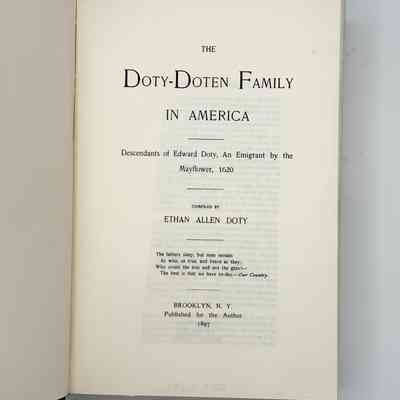 THE
DOTY-DOTEN FAMILY
IN AMERICA
Descendants of Edward Doty, An Emigrant by the
Mayflower, 1620
COMPILED BY
ETHAN ALLEN DOTY
The fathers sleep, but men remain
As wise, as true, and brave as they;
Why count the loss and not the gain?—
The best is that we have to-day.—Our Country.
BROOKLYN, N. Y.
Published for the Author
1897